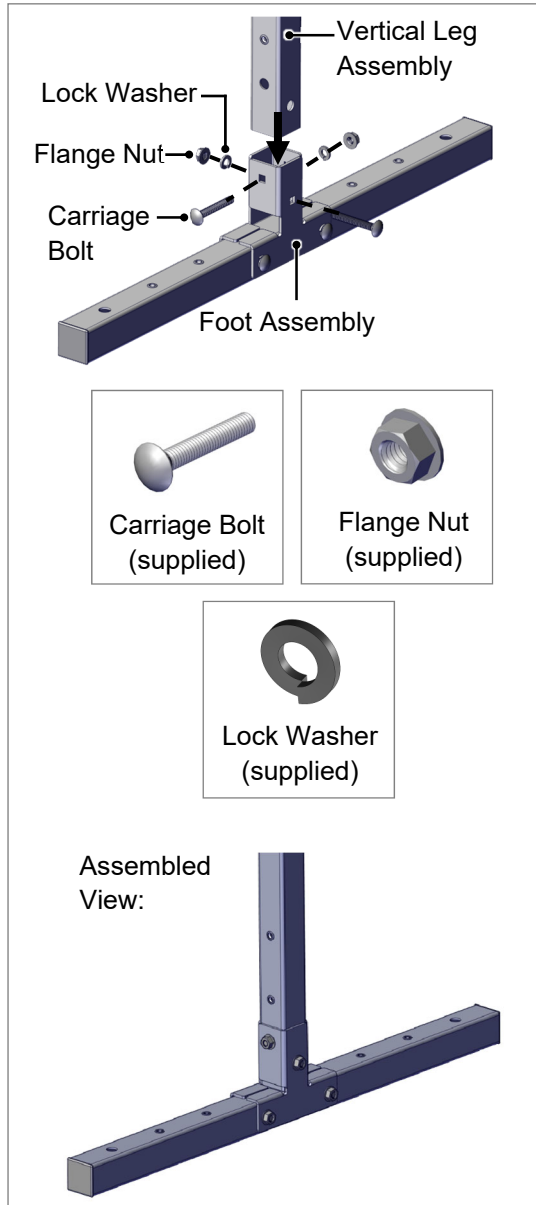 Vertical Leg
Assembly
Lock Washer
Flange Nut
Carriage
Bolt
Foot Assembly
Carriage Bolt
(supplied)
Flange Nut
(supplied)
Lock Washer
(supplied)
Assembled
View: